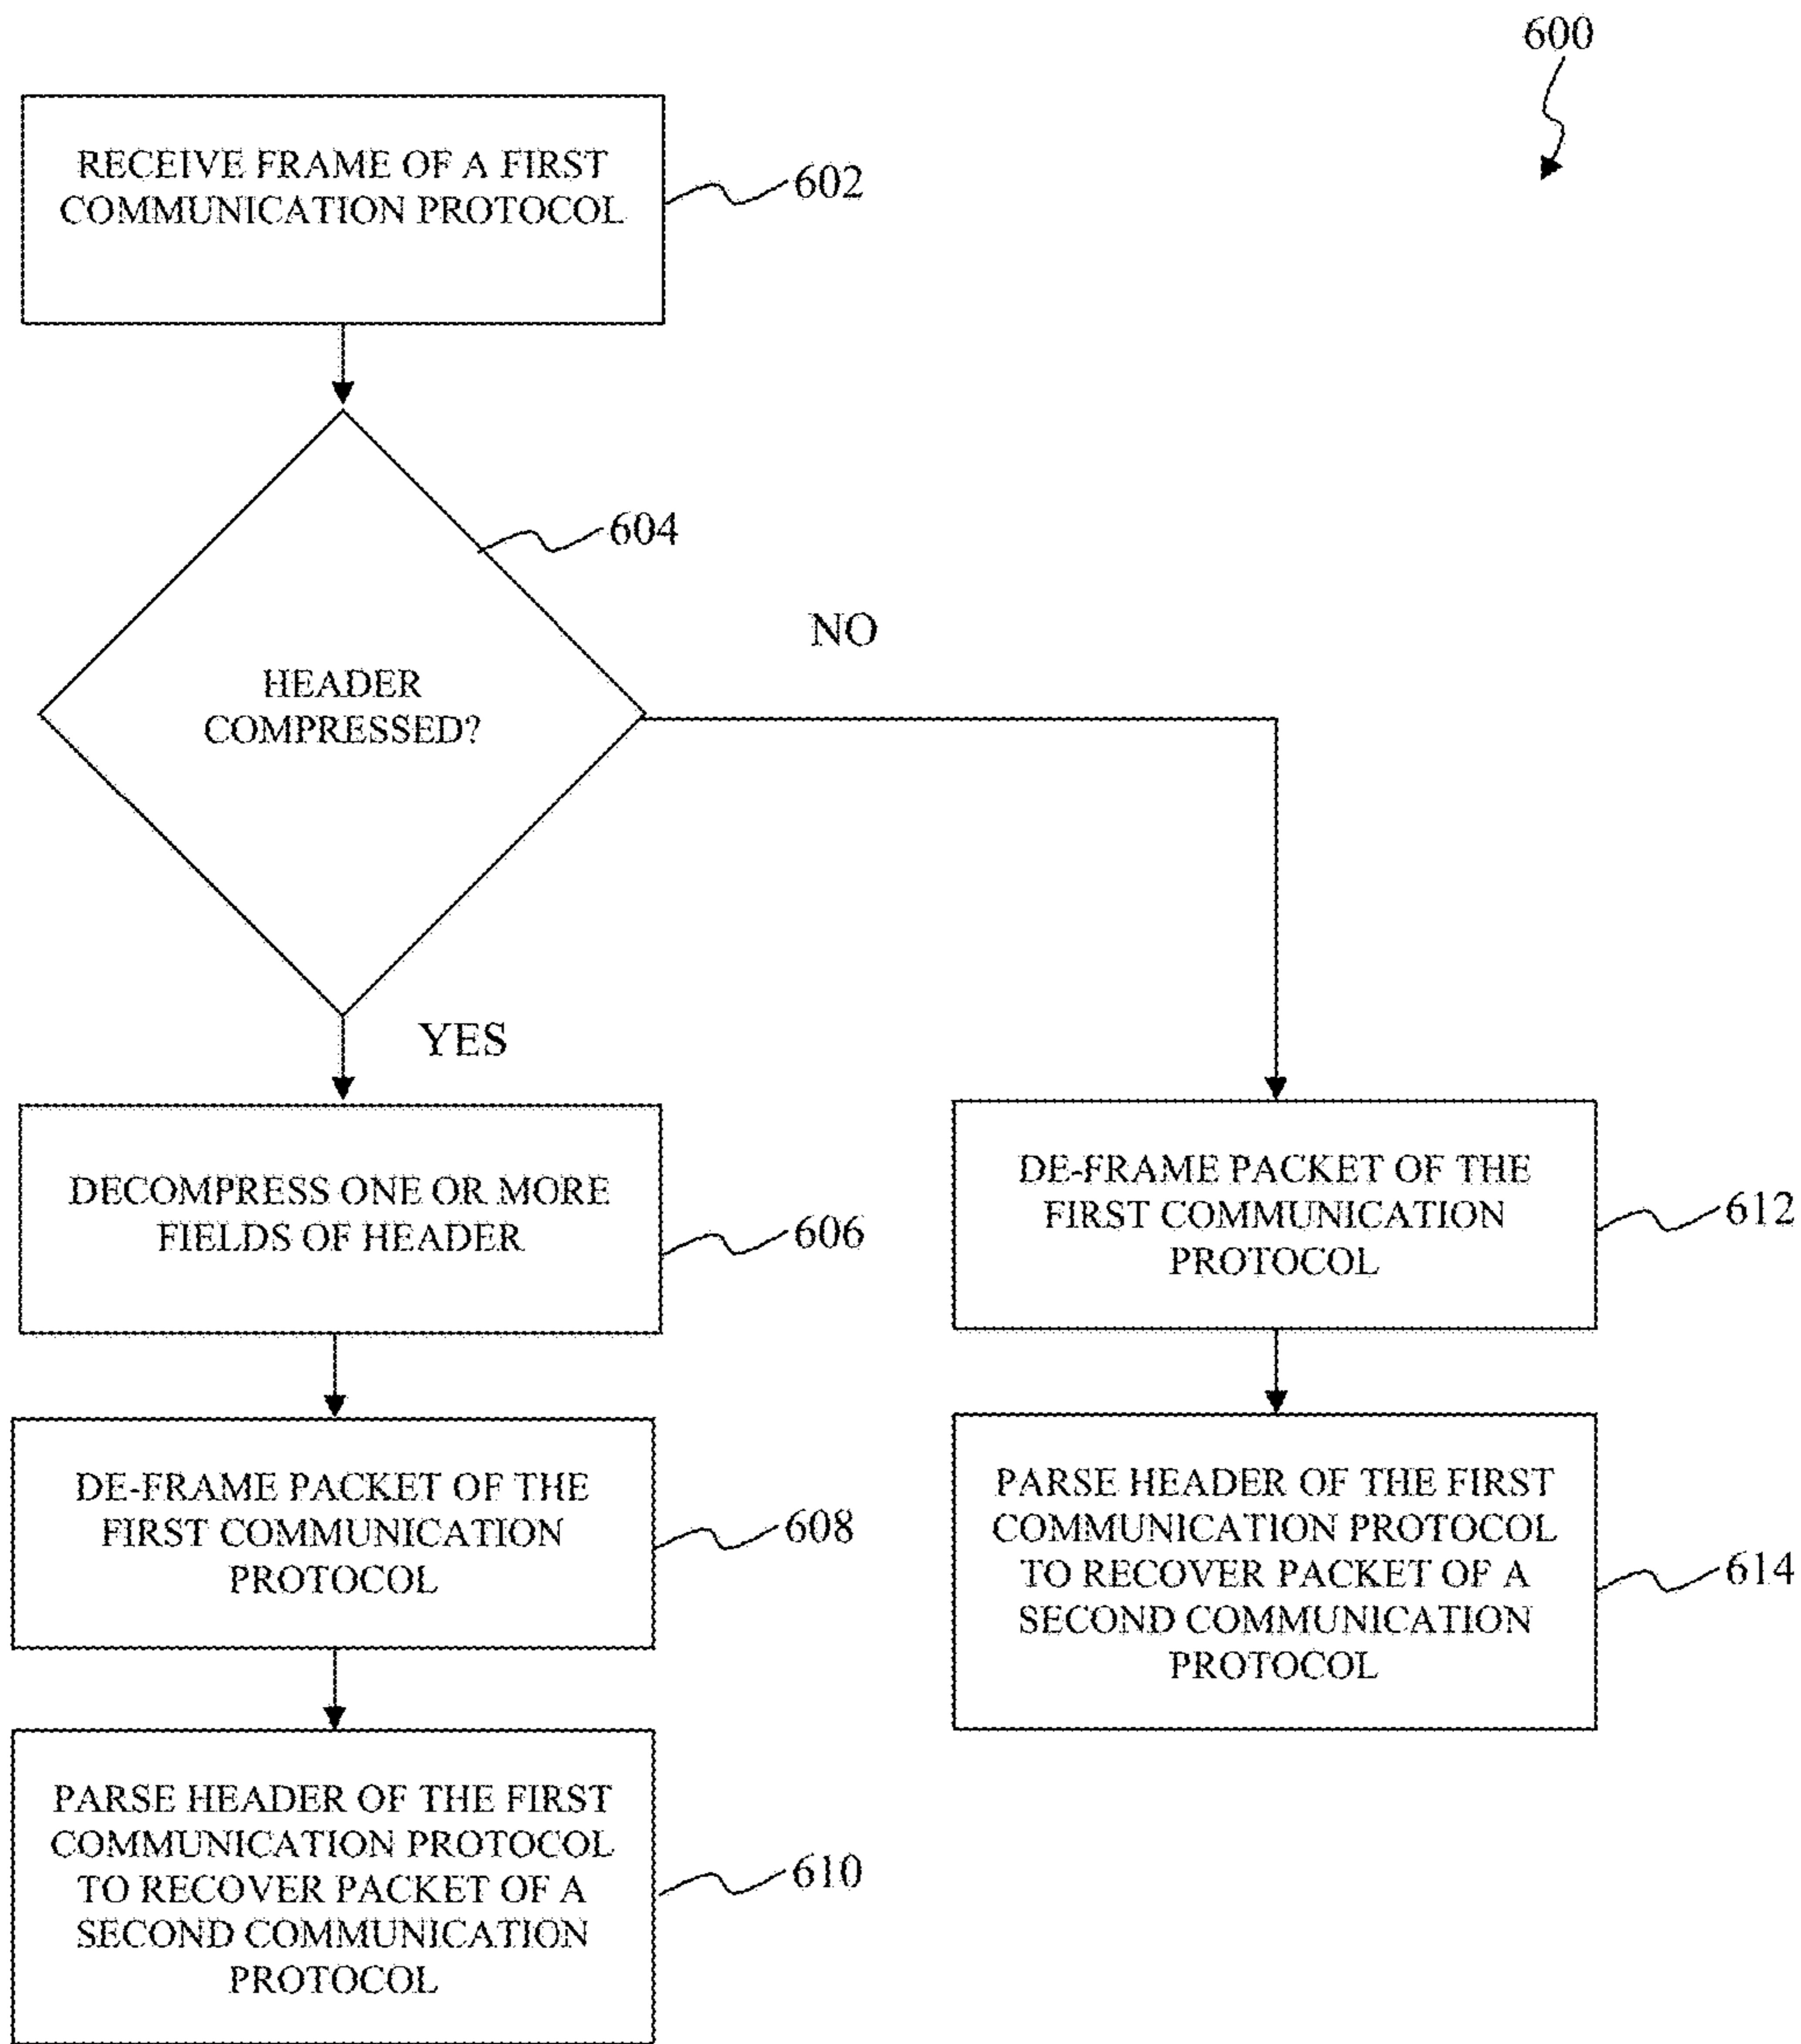 600
RECEIVE FRAME OF A FIRST
COMMUNICATION PROTOCOL
602
604
HEADER
COMPRESSED?
NO
YES
DECOMPRESS ONE OR MORE
FIELDS OF HEADER
606
DE-FRAME PACKET OF THE
FIRST COMMUNICATION
PROTOCOL
612
DE-FRAME PACKET OF THE
FIRST COMMUNICATION
PROTOCOL
608
PARSE HEADER OF THE FIRST
COMMUNICATION PROTOCOL
TO RECOVER PACKET OF A
SECOND COMMUNICATION
PROTOCOL
614
PARSE HEADER OF THE FIRST
COMMUNICATION PROTOCOL
TO RECOVER PACKET OF A
SECOND COMMUNICATION
PROTOCOL
610